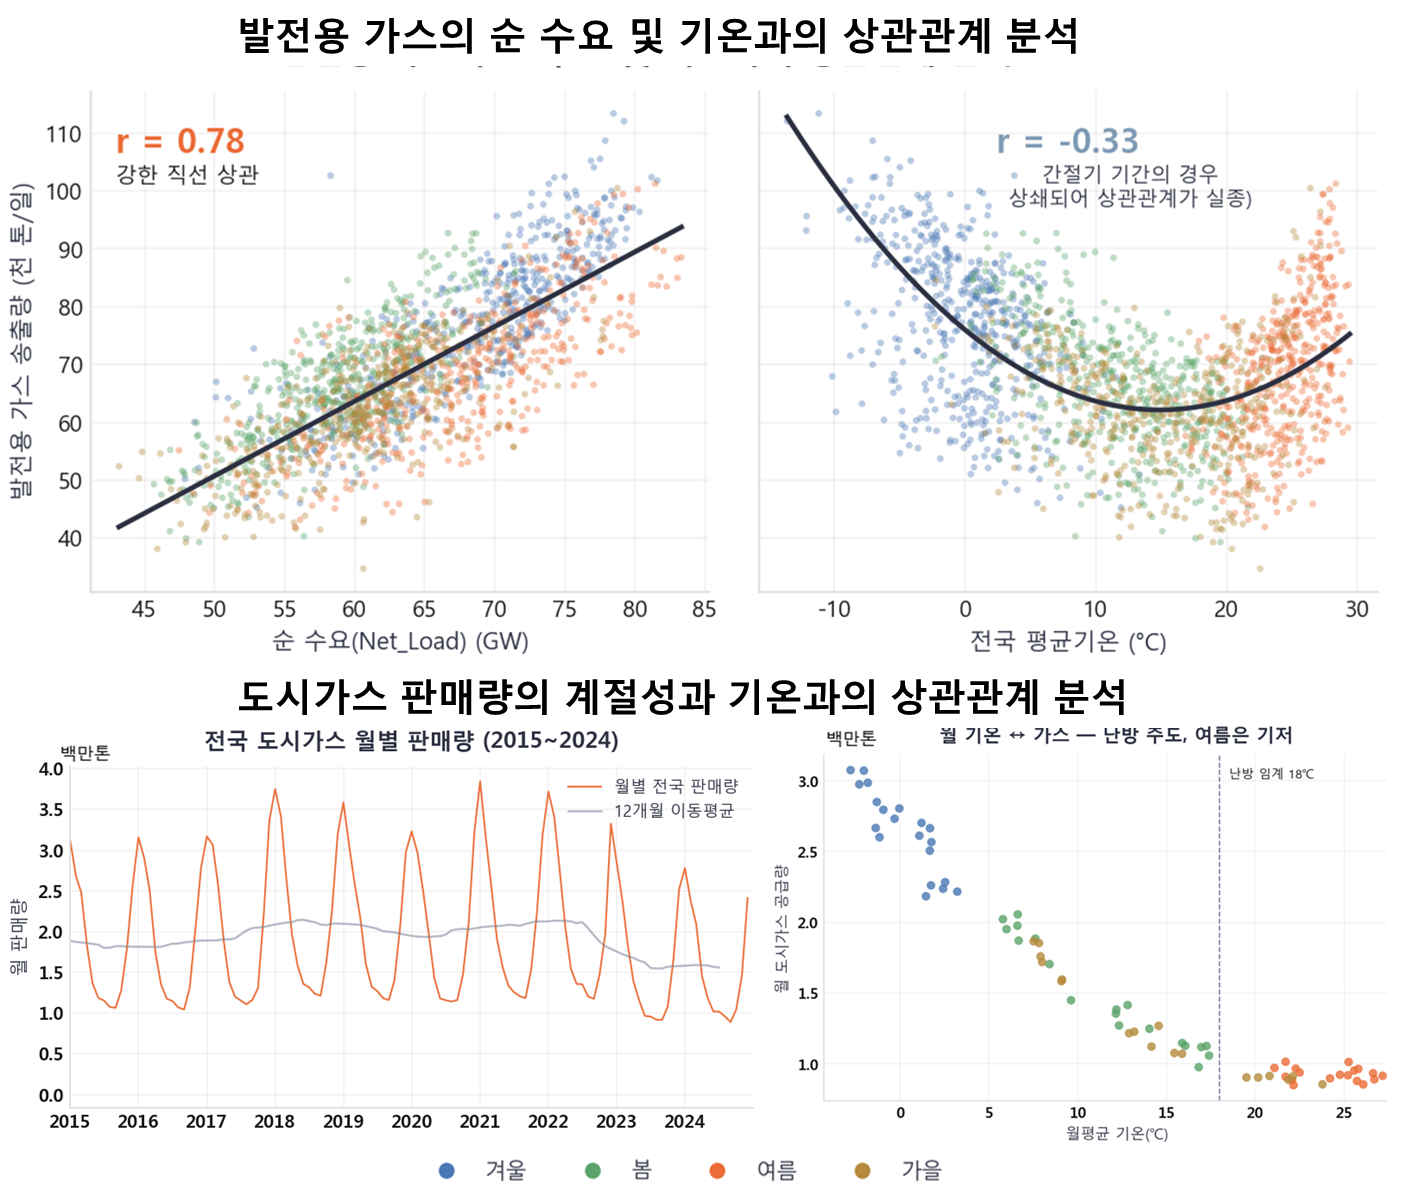 발전용 가스의 순 수요 및 기온과의 상관관계 분석
r = 0.78
강한 직선 상관
r = -0.33
간절기 기간의 경우
상쇄되어 상관관계가 실종)
발전용 가스 송출량 (천 톤/일)
110
100
90
80
70
60
50
40
45 50 55 60 65 70 75 80 85
순 수요(Net_Load) (GW)
-10 0 10 20 30
전국 평균기온 (°C)
도시가스 판매량의 계절성과 기온과의 상관관계 분석
전국 도시가스 월별 판매량 (2015~2024)
백만톤
월별 전국 판매량
12개월 이동평균
월 판매량
4.0
3.5
3.0
2.5
2.0
1.5
1.0
0.5
0.0
2015 2016 2017 2018 2019 2020 2021 2022 2023 2024
월 기온 ↔ 가스 — 난방 주도, 여름은 기저
백만톤
난방 임계 18℃
월 도시가스 공급량
3.0
2.5
2.0
1.5
1.0
0 5 10 15 20 25
월평균 기온(℃)
겨울 봄 여름 가을